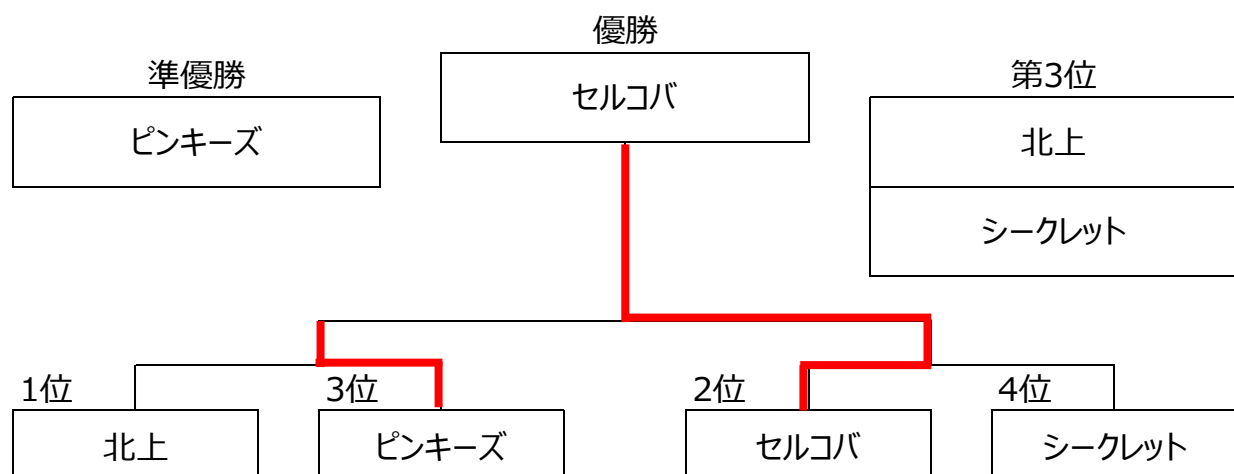 優勝
セルコバ
準優勝
ピンキーズ
第3位
北上
シークレット
1位
3位
2位
4位
北上
ピンキーズ
セルコバ
シークレット